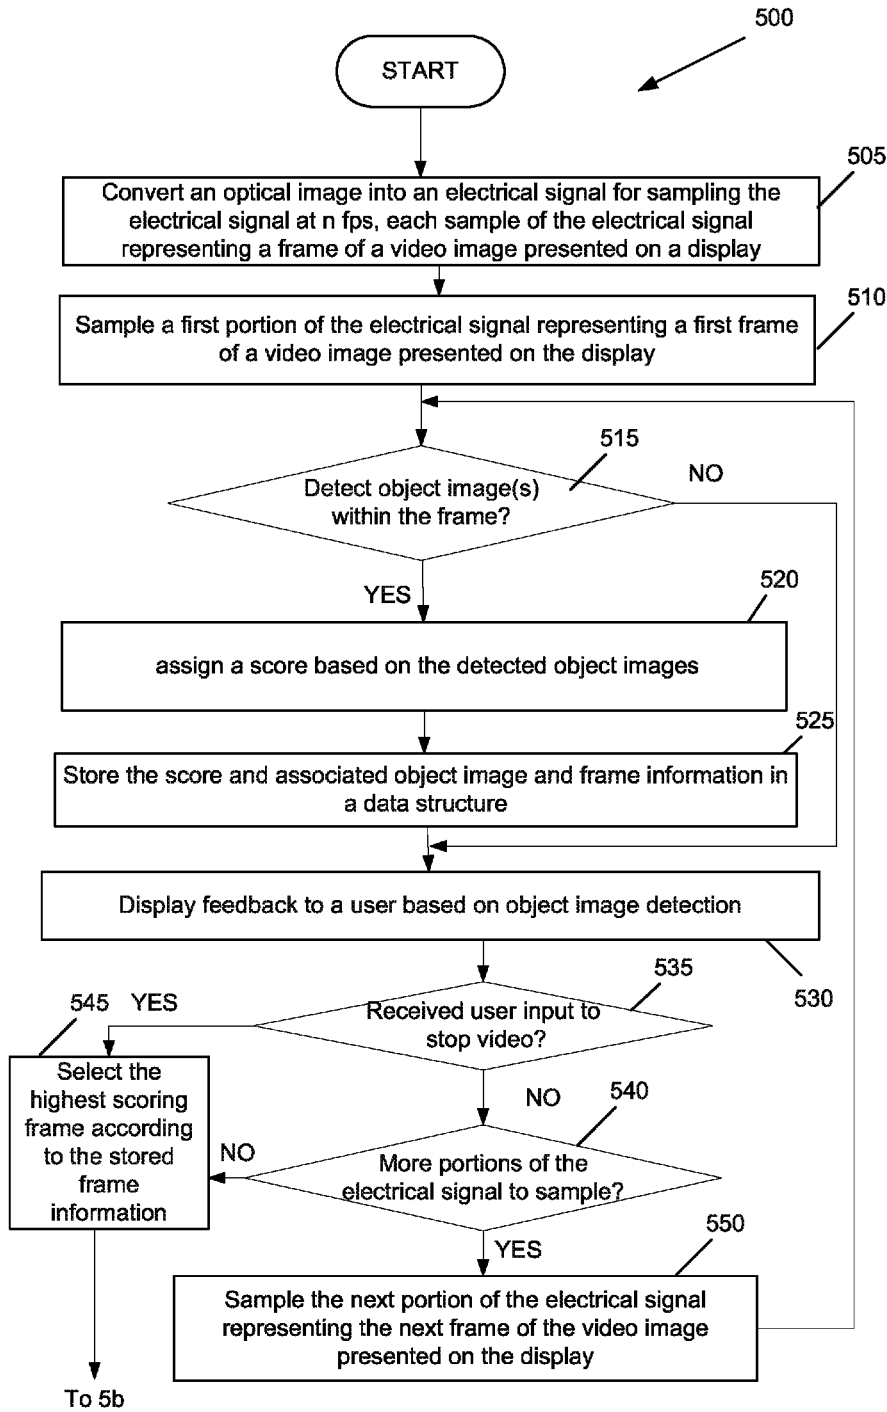 500
START
505
Convert an optical image into an electrical signal for sampling the
electrical signal at n fps, each sample of the electrical signal
representing a frame of a video image presented on a display
510
Sample a first portion of the electrical signal representing a first frame
of a video image presented on the display
515
NO
Detect object image(s)
within the frame?
YES
520
assign a score based on the detected object images
525
Store the score and associated object image and frame information in
a data structure
Display feedback to a user based on object image detection
530
535
545
YES
Received user input to
stop video?
Select the
highest scoring
frame according
to the stored
frame
information
NO
540
NO
More portions of the
electrical signal to sample?
YES
550
Sample the next portion of the electrical signal
representing the next frame of the video image
presented on the display
To 5b